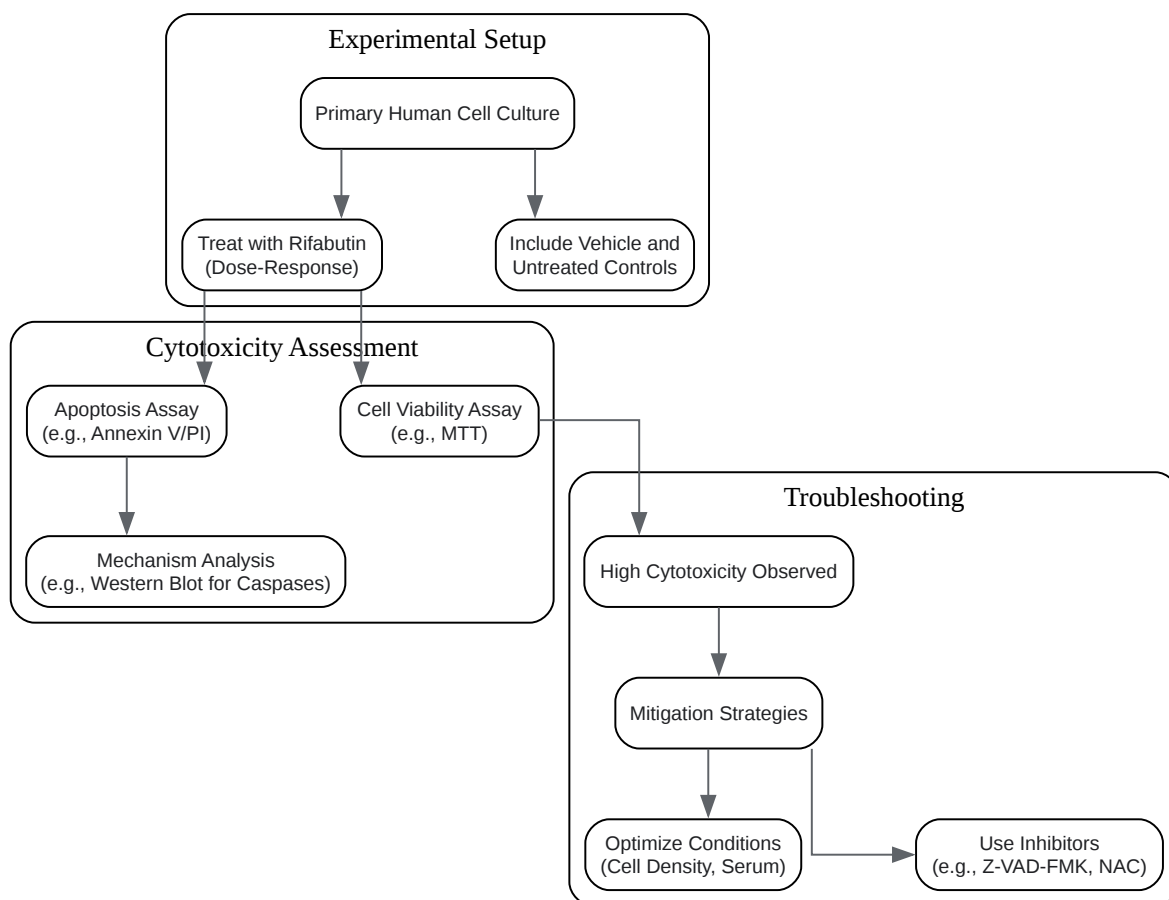 Experimental Setup
Primary Human Cell Culture
Treat with Rifabutin
(Dose-Response)
Include Vehicle and
Untreated Controls
Cytotoxicity Assessment
Apoptosis Assay
(e.g., Annexin V/PI)
Cell Viability Assay
(e.g., MTT)
Mechanism Analysis
(e.g., Western Blot for Caspases)
Troubleshooting
High Cytotoxicity Observed
Mitigation Strategies
Optimize Conditions
(Cell Density, Serum)
Use Inhibitors
(e.g., Z-VAD-FMK, NAC)